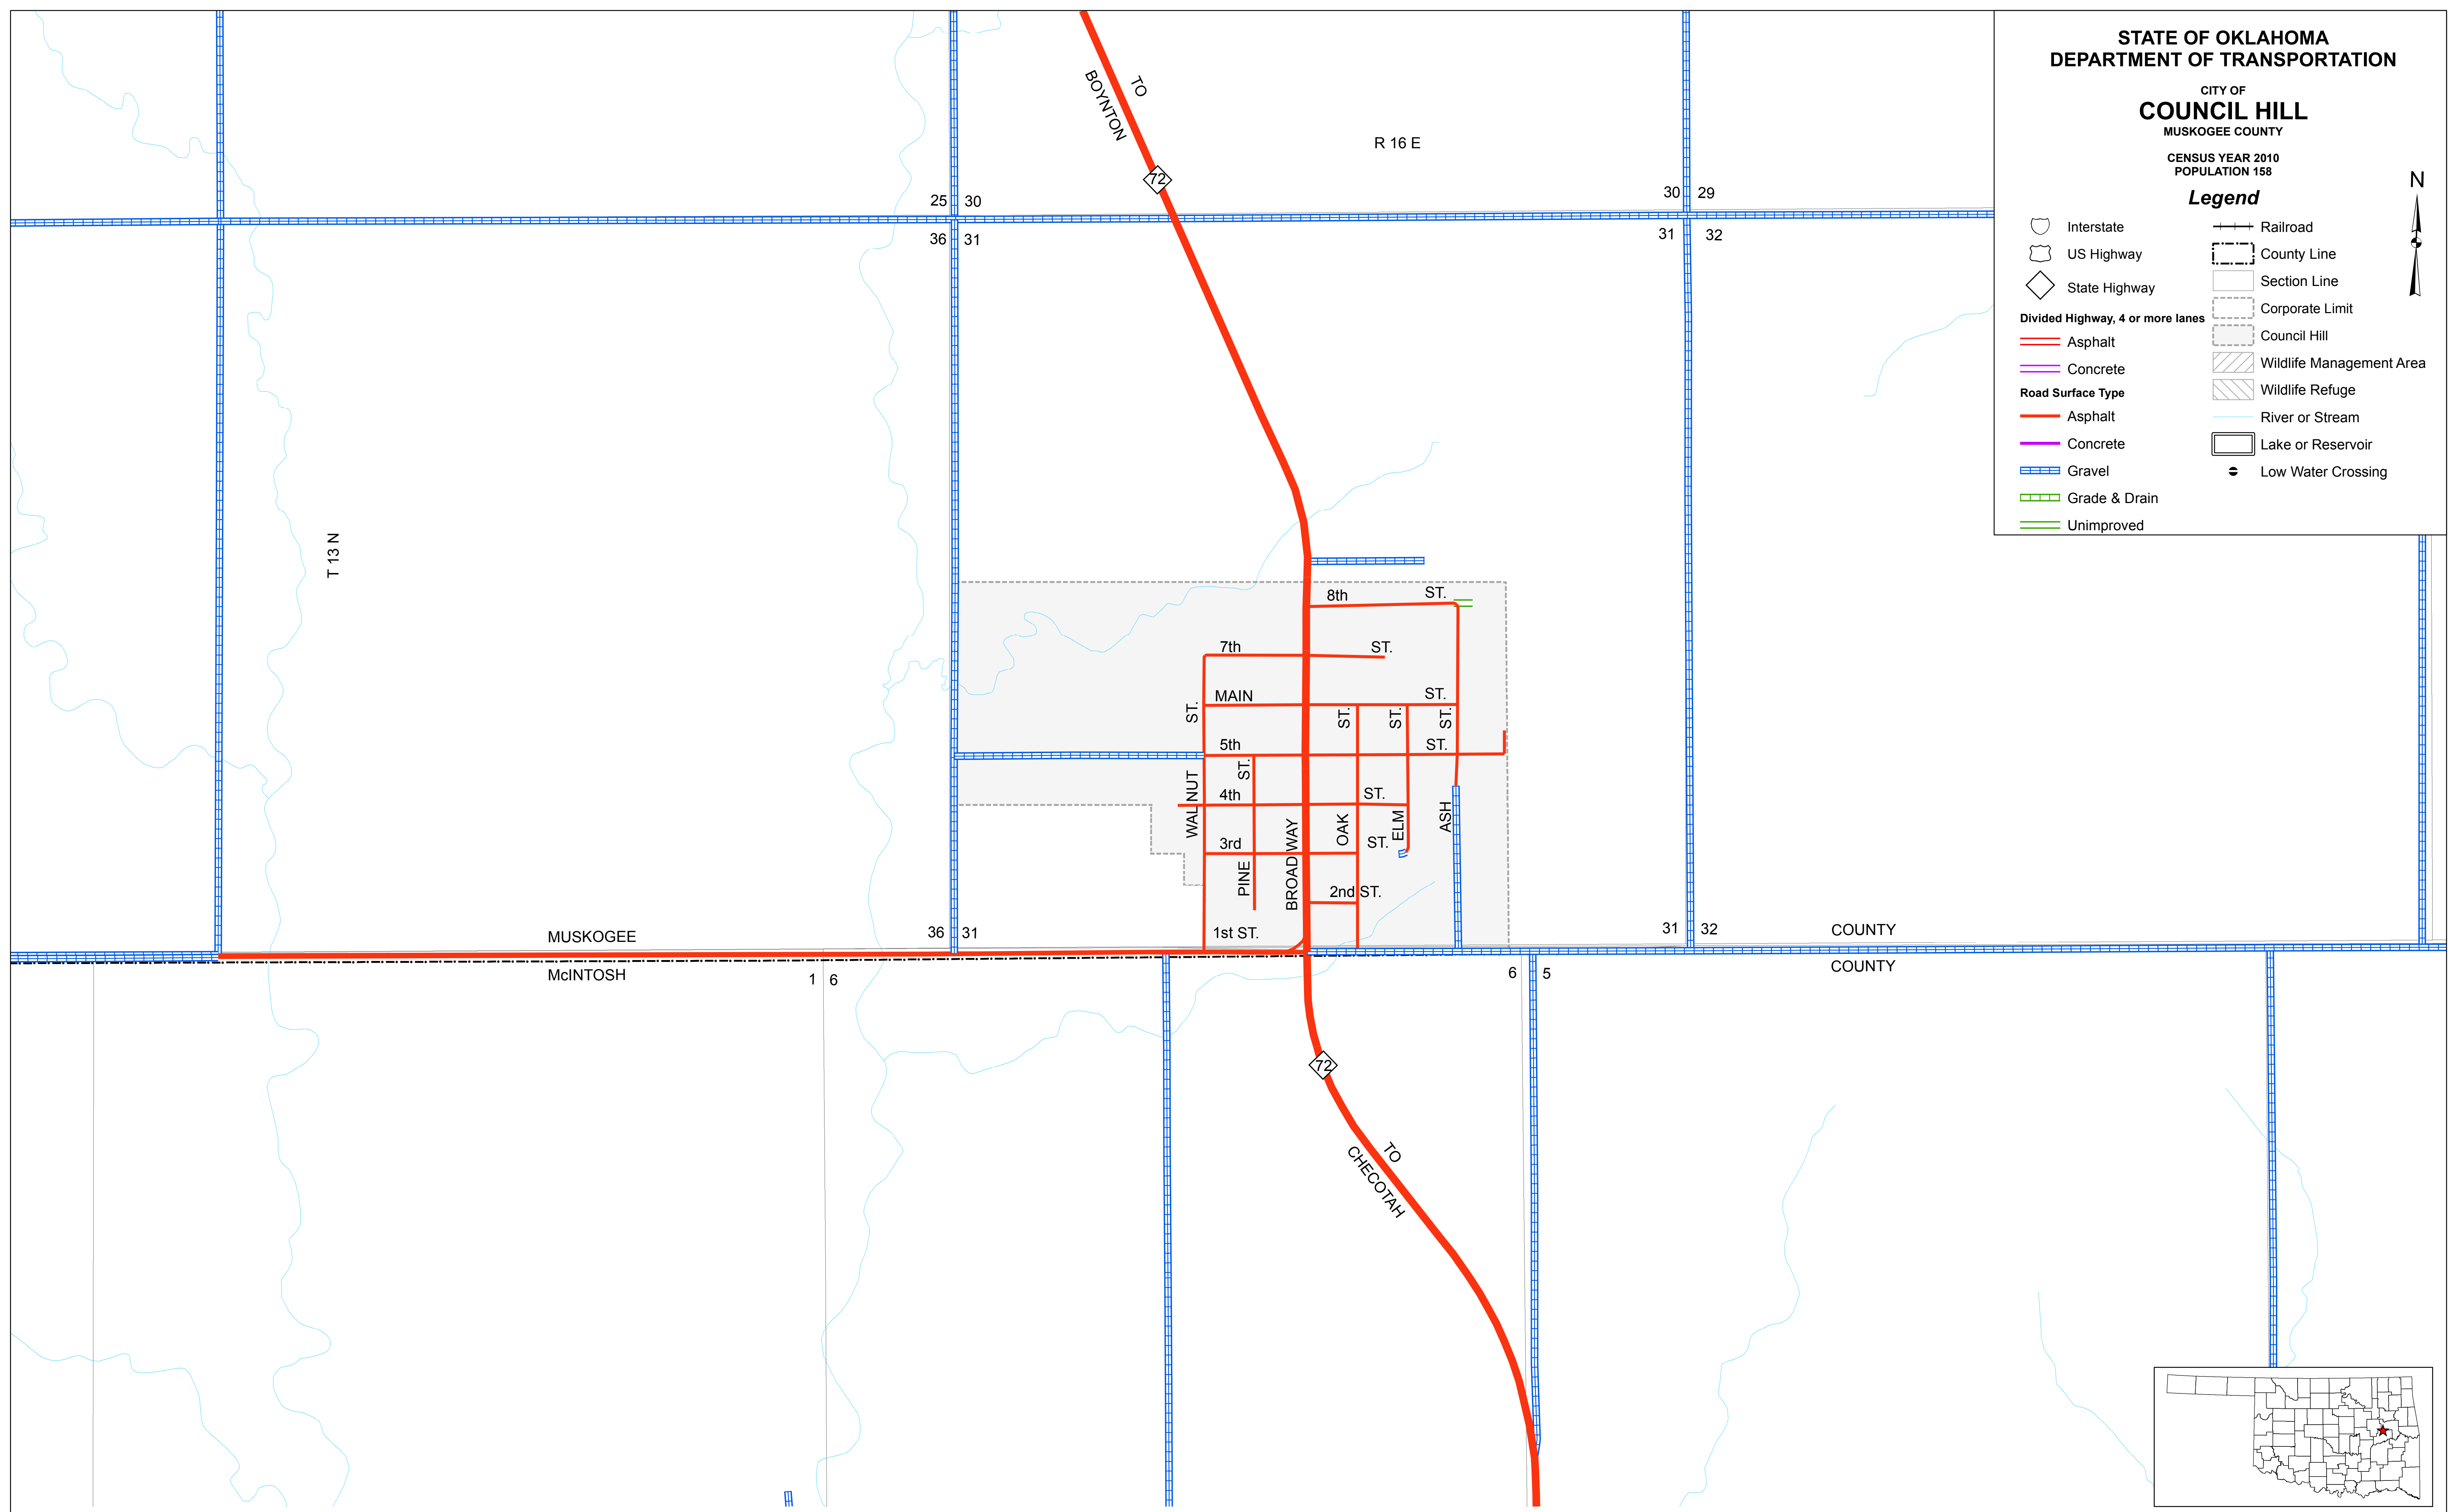 STATE OF OKLAHOMA
DEPARTMENT OF TRANSPORTATION
CITY OF
COUNCIL HILL
MUSKOGEE COUNTY
CENSUS YEAR 2010
POPULATION 158
Legend
N
Interstate
US Highway
State Highway
Divided Highway, 4 or more lanes
Asphalt
Concrete
Road Surface Type
Asphalt
Concrete
Gravel
Grade & Drain
Unimproved
Railroad
County Line
Section Line
Corporate Limit
Council Hill
Wildlife Management Area
Wildlife Refuge
River or Stream
Lake or Reservoir
Low Water Crossing
TO
BOYNTON
72
R 16 E
25 30
36 31
30 29
31 32
T 13 N
8th ST.
7th ST.
MAIN ST.
5th ST.
4th ST.
3rd ST.
2nd ST.
1st ST.
WALNUT ST.
PINE ST.
BROADWAY
OAK ST.
ELM ST.
ASH ST.
36 31
31 32
MUSKOGEE COUNTY
McINTOSH COUNTY
1 6
6 5
72
TO
CHECOTAH